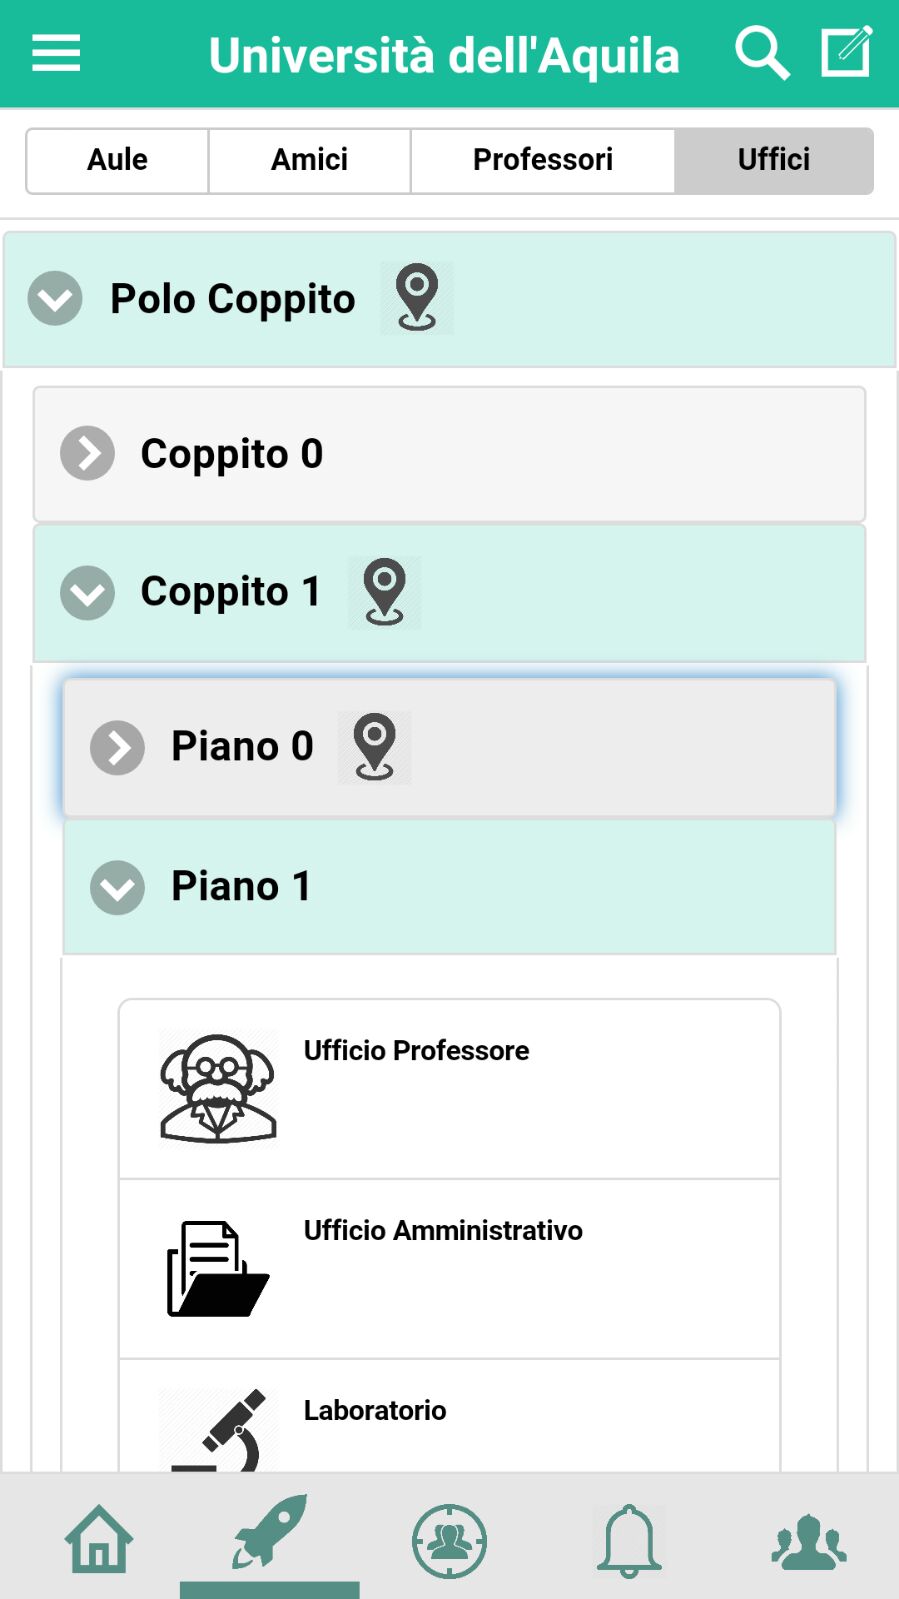 Università dell'Aquila
Aule Amici Professori Uffici
Polo Coppito
Coppito 0
Coppito 1
Piano 0
Piano 1
Ufficio Professore
Ufficio Amministrativo
Laboratorio